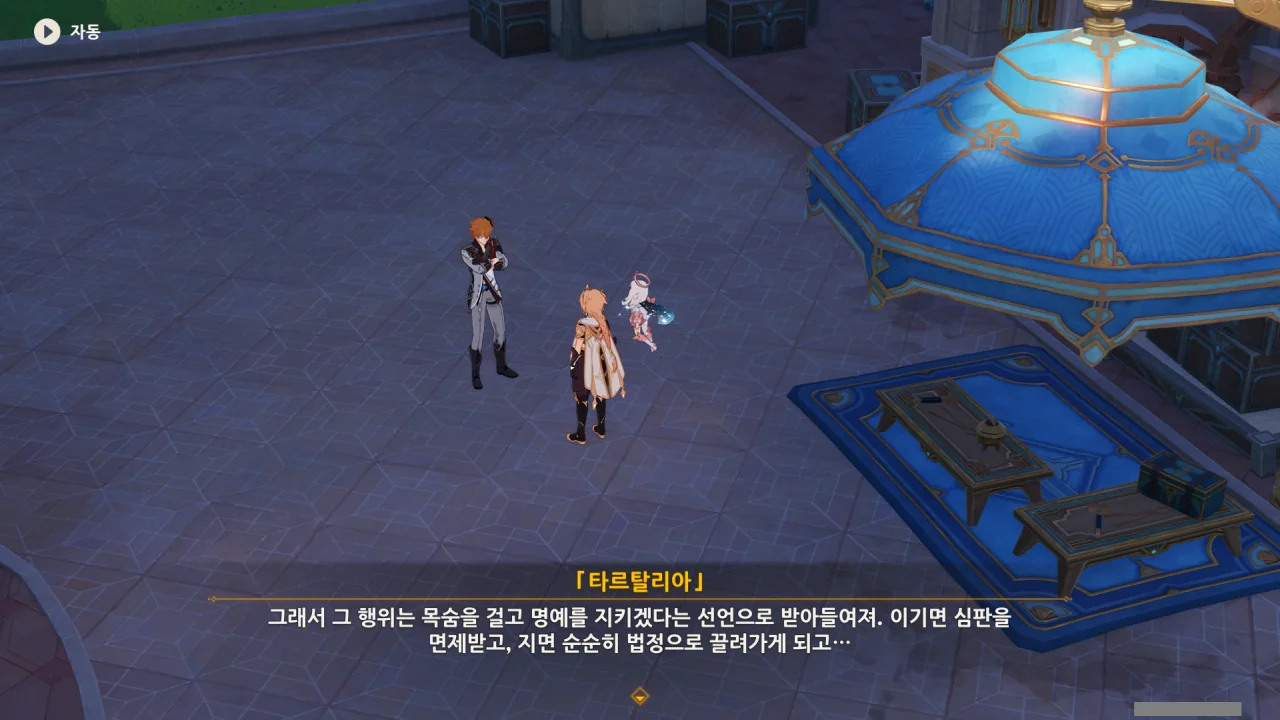 자동
「타르탈리아」
그래서 그 행위는 목숨을 걸고 명예를 지키겠다는 선언으로 받아들여져. 이기면 심판을
면제받고, 지면 순순히 법정으로 끌려가게 되고…